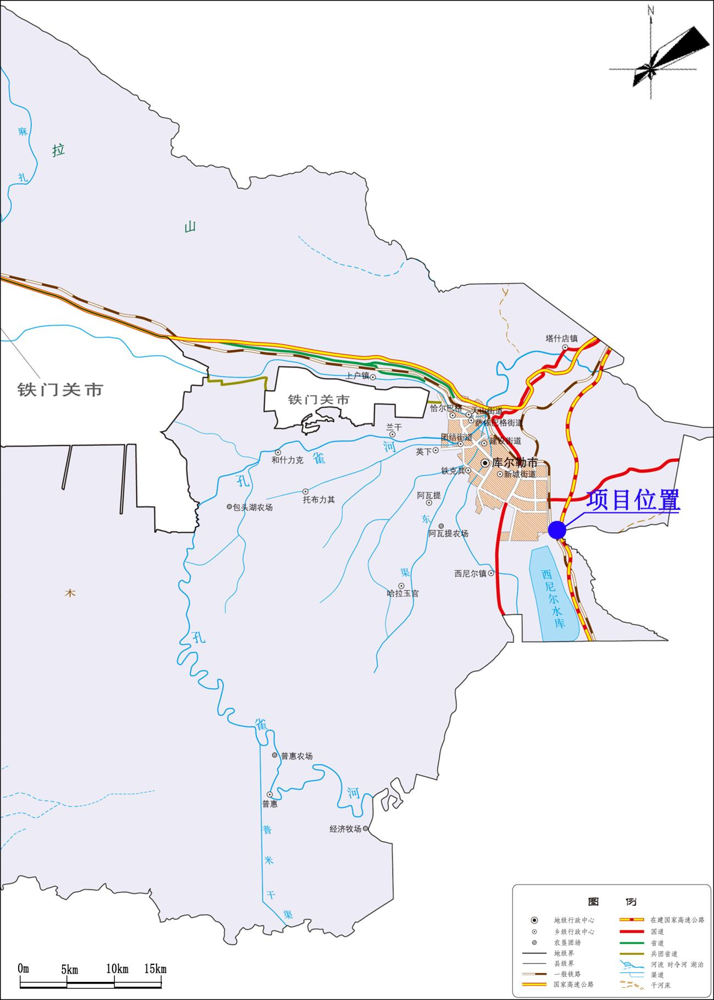 N
麻
扎
拉
山
铁门关市
铁门关市
塔什店镇
上户镇
恰尔巴格
天山街道
萨依巴格街道
兰干
团结街道
建设街道
英下
和什力克
孔
雀
河
库尔勒市
铁克其
新城街道
托布力其
阿瓦提
包头湖农场
项目位置
东
渠
阿瓦提农场
西尼尔镇
西尼尔水库
哈拉玉宫
木
孔
雀
河
普惠农场
普惠
经济牧场
普
米
干
渠
0m 5km 10km 15km
图 例
地级行政中心
乡级行政中心
农垦团场
地级界
县级界
一般铁路
国家高速公路
在建国家高速公路
国道
省道
兵团省道
河流 时令河 湖泊
渠道
干河床